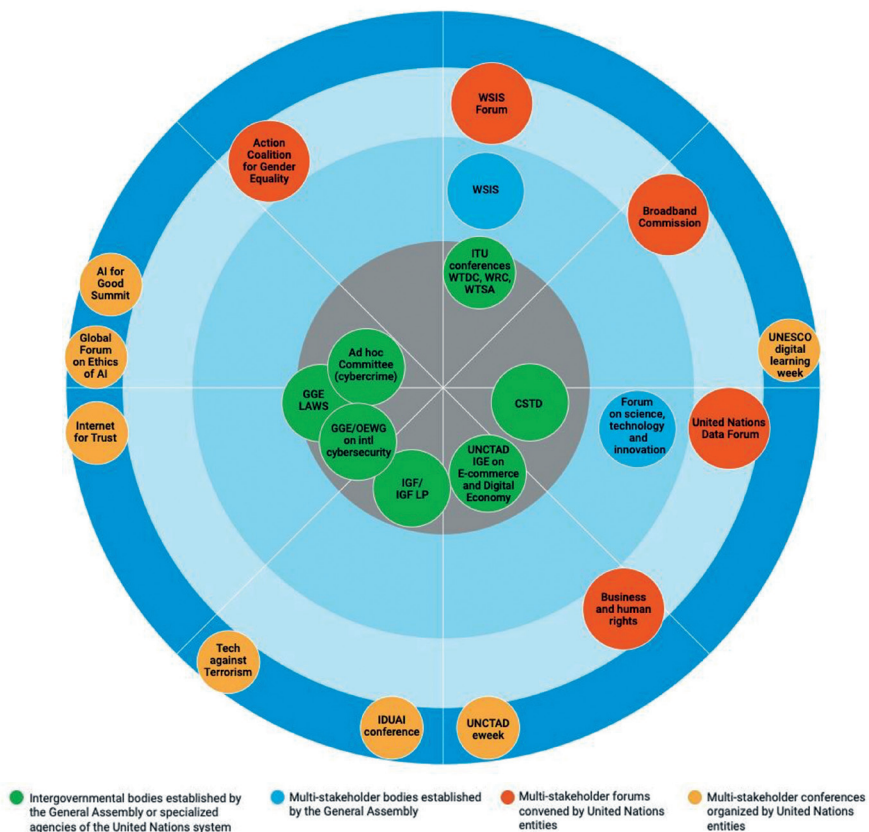 WSIS
Forum
Action
Coalition
for Gender
Equality
WSIS
Broadband
Commission
ITU
conferences
WTDC, WRC,
WTSA
AI for
Good
Summit
Global
Forum
on Ethics
of AI
UNESCO
digital
learning
week
Ad hoc
Committee
(cybercrime)
GGE
LAWS
CSTD
Forum
on science,
technology
and
innovation
United Nations
Data Forum
Internet
for Trust
GGE/OEWG
on intl
cybersecurity
UNCTAD
IGE on
E-commerce
and Digital
Economy
IGF/
IGF LP
Business
and human
rights
Tech
against
Terrorism
IDUAI
conference
UNCTAD
eweek
Intergovernmental bodies established by
the General Assembly or specialized
agencies of the United Nations system
Multi-stakeholder bodies established
by the General Assembly
Multi-stakeholder forums
convened by United Nations
entities
Multi-stakeholder conferences
organized by United Nations
entities